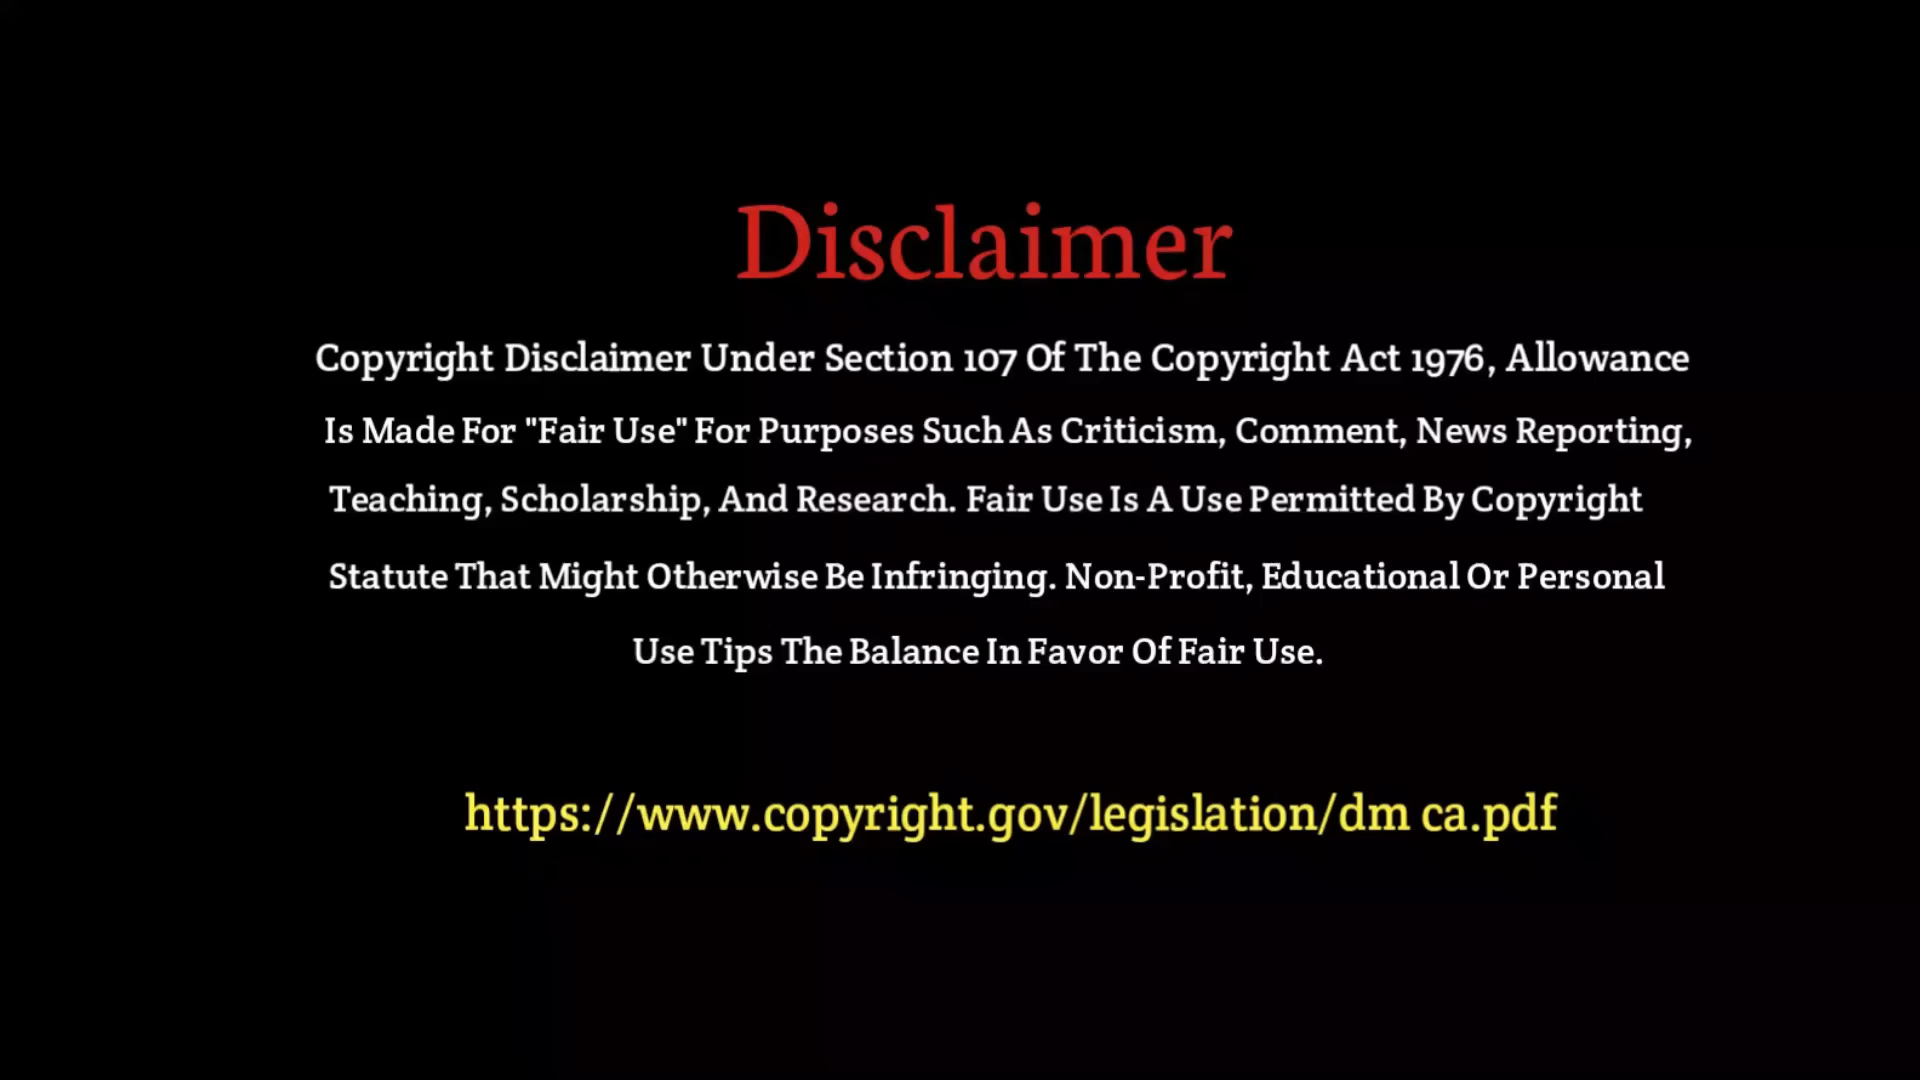 Disclaimer
Copyright Disclaimer Under Section 107 Of The Copyright Act 1976, Allowance
Is Made For "Fair Use" For Purposes Such As Criticism, Comment, News Reporting,
Teaching, Scholarship, And Research. Fair Use Is A Use Permitted By Copyright
Statute That Might Otherwise Be Infringing. Non-Profit, Educational Or Personal
Use Tips The Balance In Favor Of Fair Use.
https://www.copyright.gov/legislation/dm ca.pdf